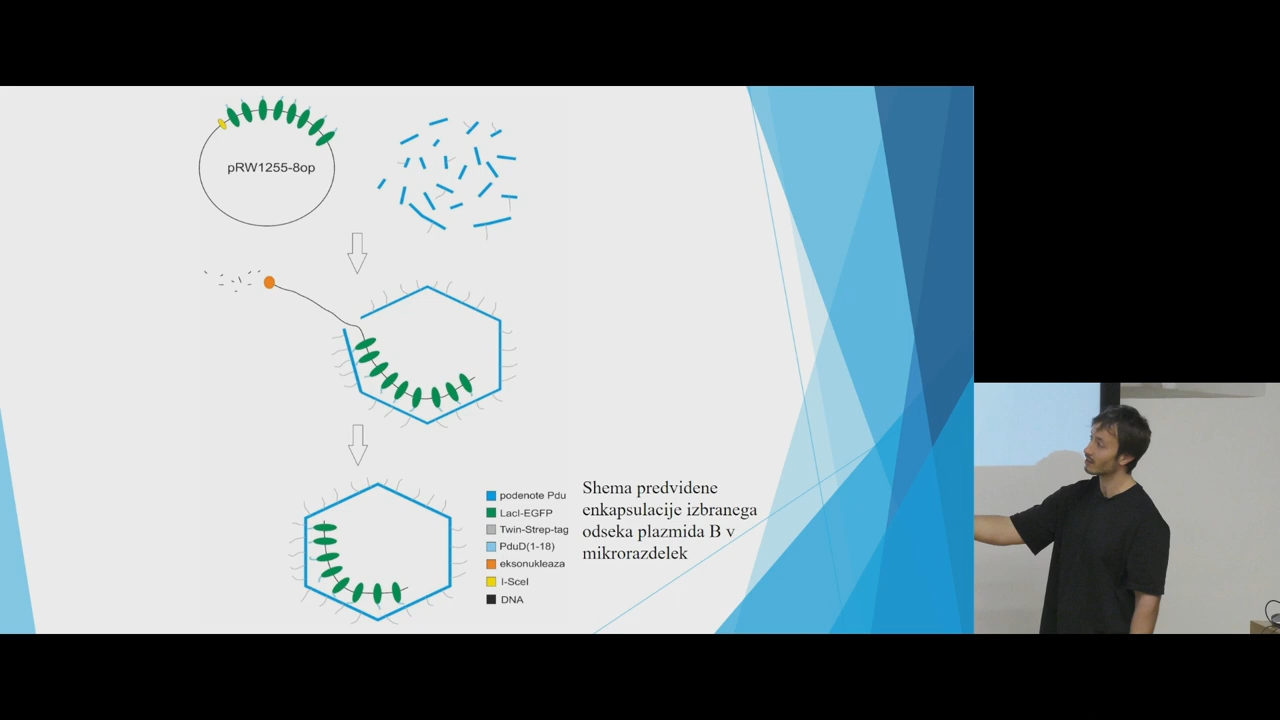 pRW1255-8op
podenote Pdu
LacI-EGFP
Twin-Strep-tag
PduD(1-18)
eksonukleaza
I-SceI
DNA
Shema predvidene
enkapsulacije izbranega
odseka plazmida B v
mikrorazdelek